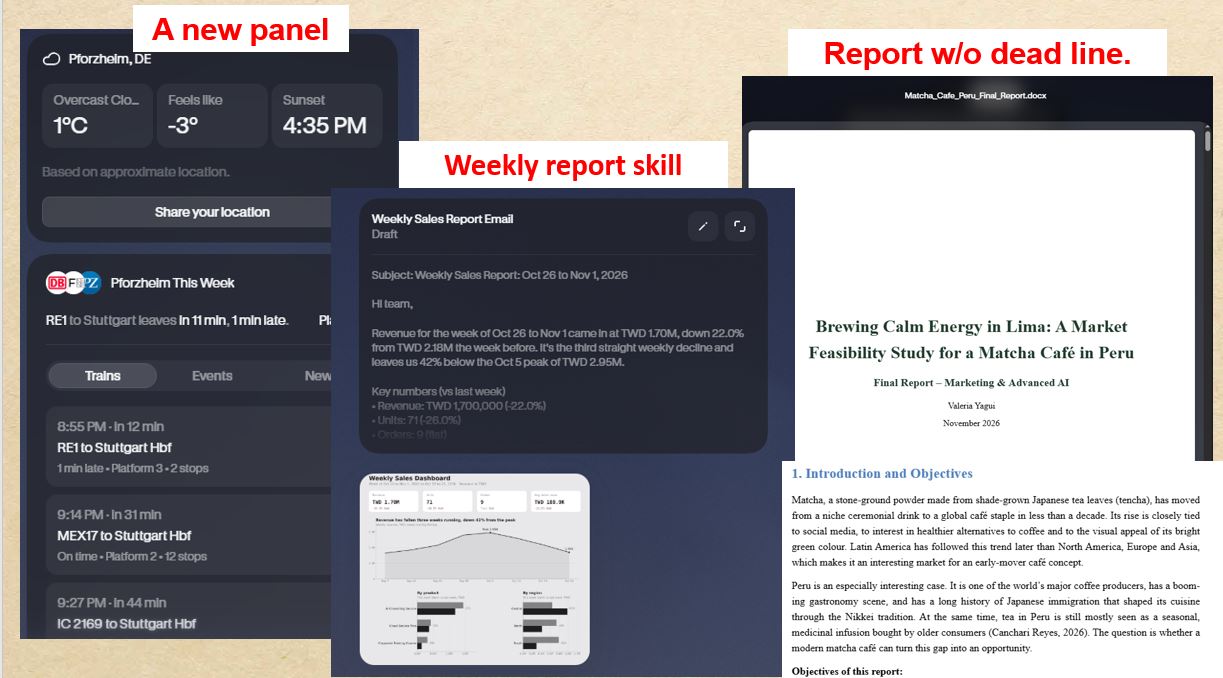 A new panel
Pforzheim, DE
Overcast Clo...
1°C
Feels like
-3°
Sunset
4:35 PM
Based on approximate location.
Share your location
DB
PZ
Pforzheim This Week
RE1 to Stuttgart leaves in 11 min, 1 min late.
Trains
Events
New
8:55 PM · In 12 min
RE1 to Stuttgart Hbf
1 min late • Platform 3 • 2 stops
9:14 PM · In 31 min
MEX17 to Stuttgart Hbf
On time • Platform 2 • 12 stops
9:27 PM · In 44 min
IC 2169 to Stuttgart Hbf
Weekly report skill
Weekly Sales Report Email
Draft
Subject: Weekly Sales Report: Oct 26 to Nov 1, 2026
Hi team,
Revenue for the week of Oct 26 to Nov 1 came in at TWD 1.70M, down 22.0%
from TWD 2.18M the week before. It's the third straight weekly decline and
leaves us 42% below the Oct 5 peak of TWD 2.95M.
Key numbers (vs last week)
• Revenue: TWD 1,700,000 (-22.0%)
• Units: 71 (-26.0%)
• Orders: 9 (flat)
Weekly Sales Dashboard
TWD 1.70M
71
9
TWD 188.9K
Revenue has fallen three weeks running, down 42% from the peak
By product
By region
Report w/o dead line.
Matcha_Cafe_Peru_Final_Report.docx
Brewing Calm Energy in Lima: A Market
Feasibility Study for a Matcha Café in Peru
Final Report – Marketing & Advanced AI
Valeria Yagui
November 2026
1. Introduction and Objectives
Matcha, a stone-ground powder made from shade-grown Japanese tea leaves (tencha), has moved
from a niche ceremonial drink to a global café staple in less than a decade. Its rise is closely tied
to social media, to interest in healthier alternatives to coffee and to the visual appeal of its bright
green colour. Latin America has followed this trend later than North America, Europe and Asia,
which makes it an interesting market for an early-mover café concept.
Peru is an especially interesting case. It is one of the world's major coffee producers, has a boom-
ing gastronomy scene, and has a long history of Japanese immigration that shaped its cuisine
through the Nikkei tradition. At the same time, tea in Peru is still mostly seen as a seasonal,
medicinal infusion bought by older consumers (Canchari Reyes, 2026). The question is whether a
modern matcha café can turn this gap into an opportunity.
Objectives of this report: